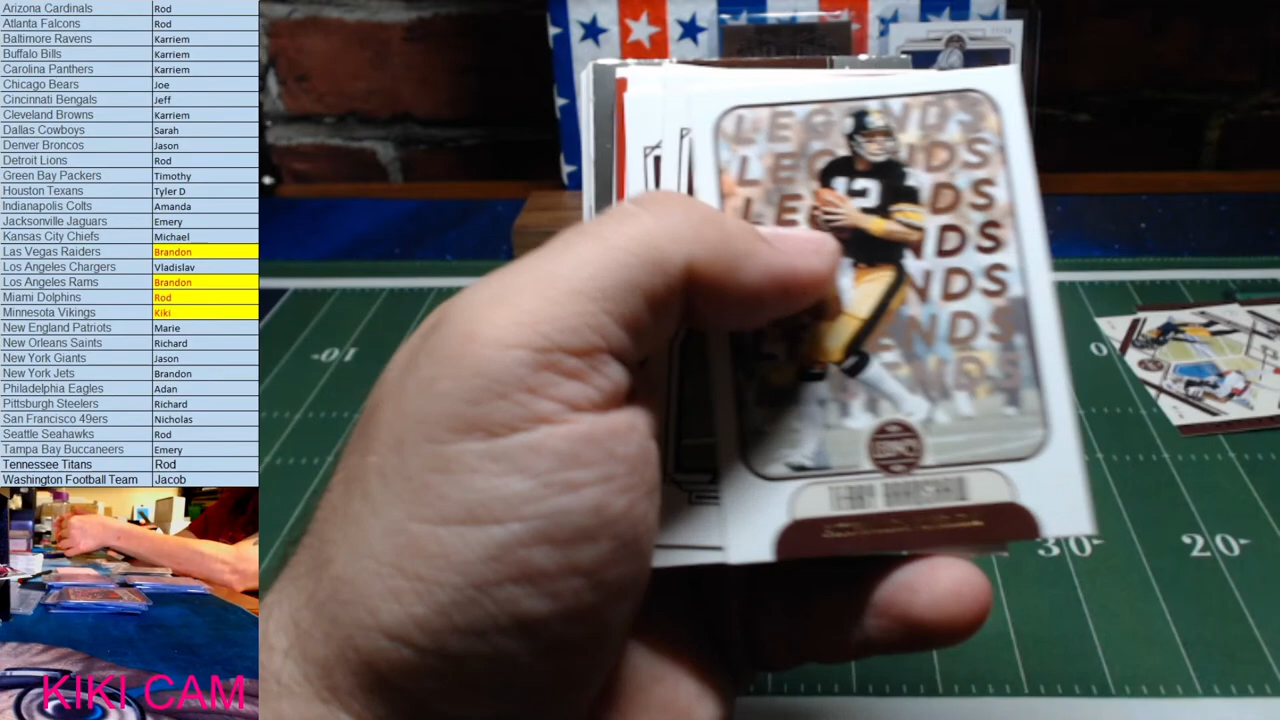 Arizona Cardinals Rod
Atlanta Falcons Rod
Baltimore Ravens Karriem
Buffalo Bills Karriem
Carolina Panthers Karriem
Chicago Bears Joe
Cincinnati Bengals Jeff
Cleveland Browns Karriem
Dallas Cowboys Sarah
Denver Broncos Jason
Detroit Lions Rod
Green Bay Packers Timothy
Houston Texans Tyler D
Indianapolis Colts Amanda
Jacksonville Jaguars Emery
Kansas City Chiefs Michael
Las Vegas Raiders Brandon
Los Angeles Chargers Vladislav
Los Angeles Rams Brandon
Miami Dolphins Rod
Minnesota Vikings Kiki
New England Patriots Marie
New Orleans Saints Richard
New York Giants Jason
New York Jets Brandon
Philadelphia Eagles Adan
Pittsburgh Steelers Richard
San Francisco 49ers Nicholas
Seattle Seahawks Rod
Tampa Bay Buccaneers Emery
Tennessee Titans Rod
Washington Football Team Jacob
KIKI CAM
LEGENDS
12
-01
0
30
20